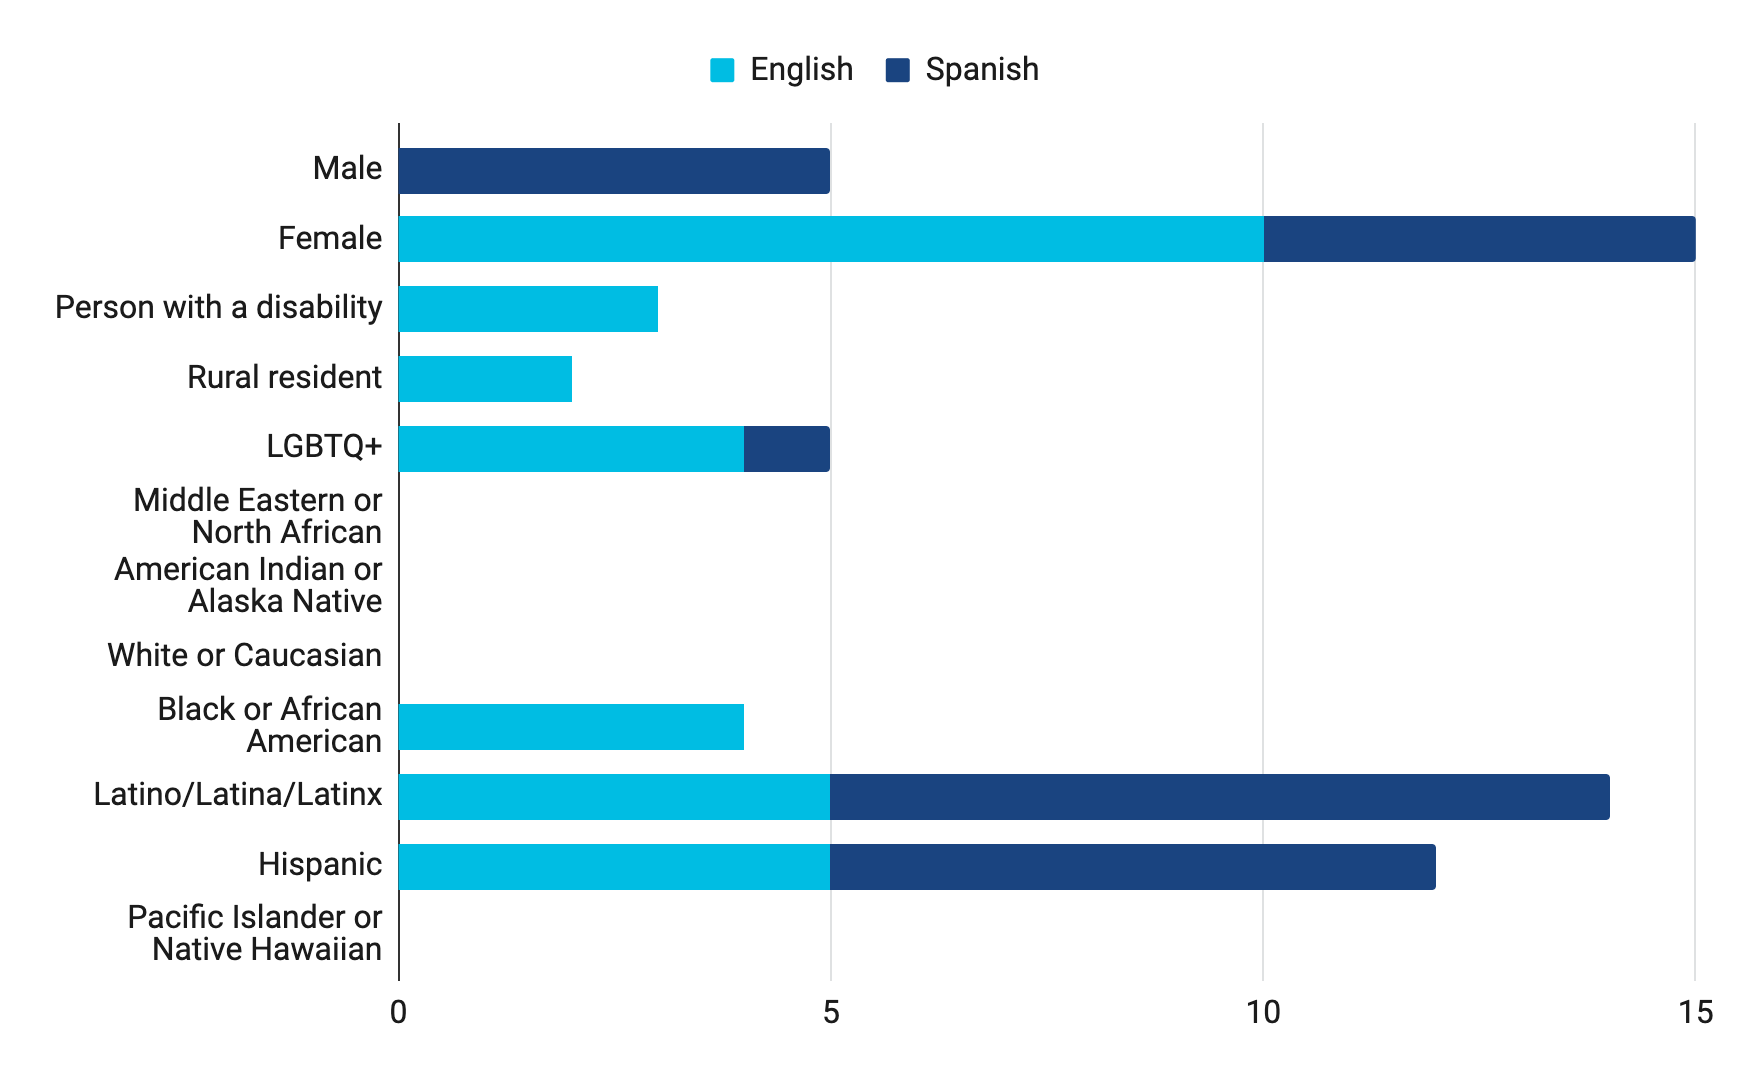 English Spanish
Male
Female
Person with a disability
Rural resident
LGBTQ+
Middle Eastern or
North African
American Indian or
Alaska Native
White or Caucasian
Black or African
American
Latino/Latina/Latinx
Hispanic
Pacific Islander or
Native Hawaiian
0 5 10 15